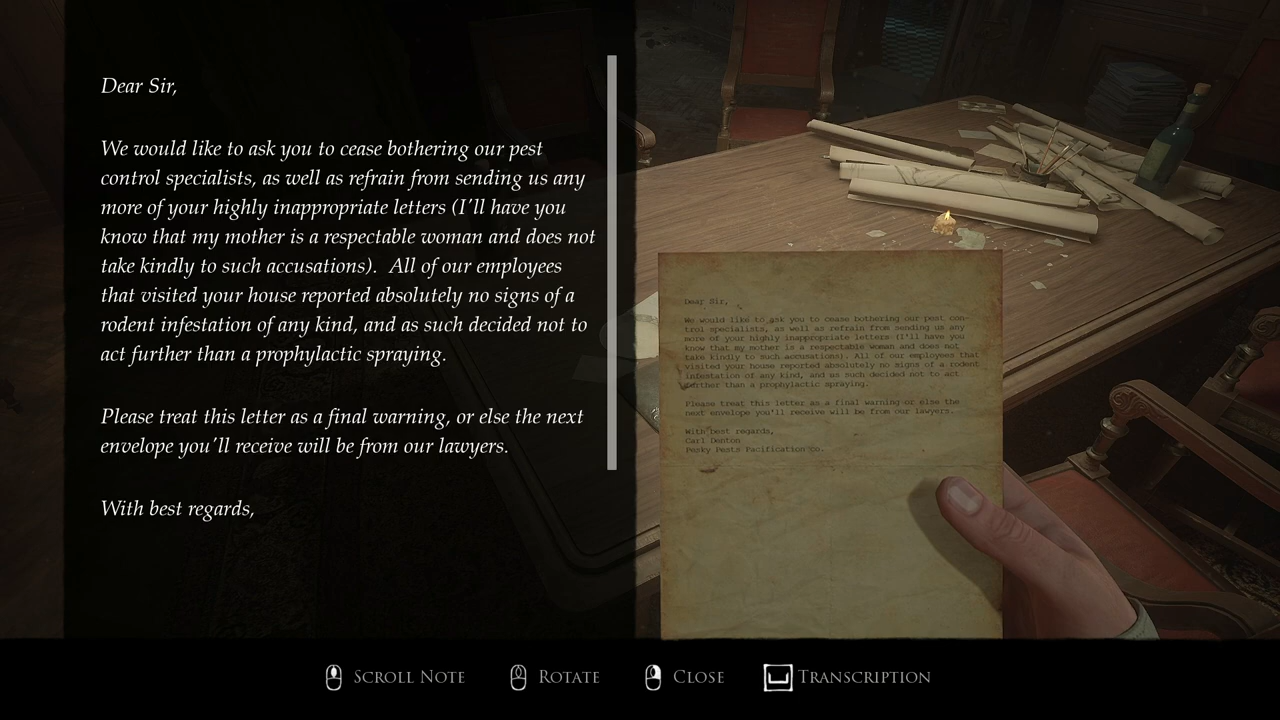 Dear Sir,
We would like to ask you to cease bothering our pest
control specialists, as well as refrain from sending us any
more of your highly inappropriate letters (I'll have you
know that my mother is a respectable woman and does not
take kindly to such accusations).  All of our employees
that visited your house reported absolutely no signs of a
rodent infestation of any kind, and as such decided not to
act further than a prophylactic spraying.
Please treat this letter as a final warning, or else the next
envelope you'll receive will be from our lawyers.
With best regards,
Dear Sir,
We would like to ask you to cease bothering our pest con-
trol specialists, as well as refrain from sending us any
more of your highly inappropriate letters (I'll have you
know that my mother is a respectable woman and does not
take kindly to such accusations). All of our employees that
visited your house reported absolutely no signs of a rodent
infestation of any kind, and as such decided not to act
further than a prophylactic spraying.
Please treat this letter as a final warning or else the
next envelope you'll receive will be from our lawyers.
With best regards,
Carl Denton
Pesky Pests Pacification co.
Scroll Note
Rotate
Close
Transcription